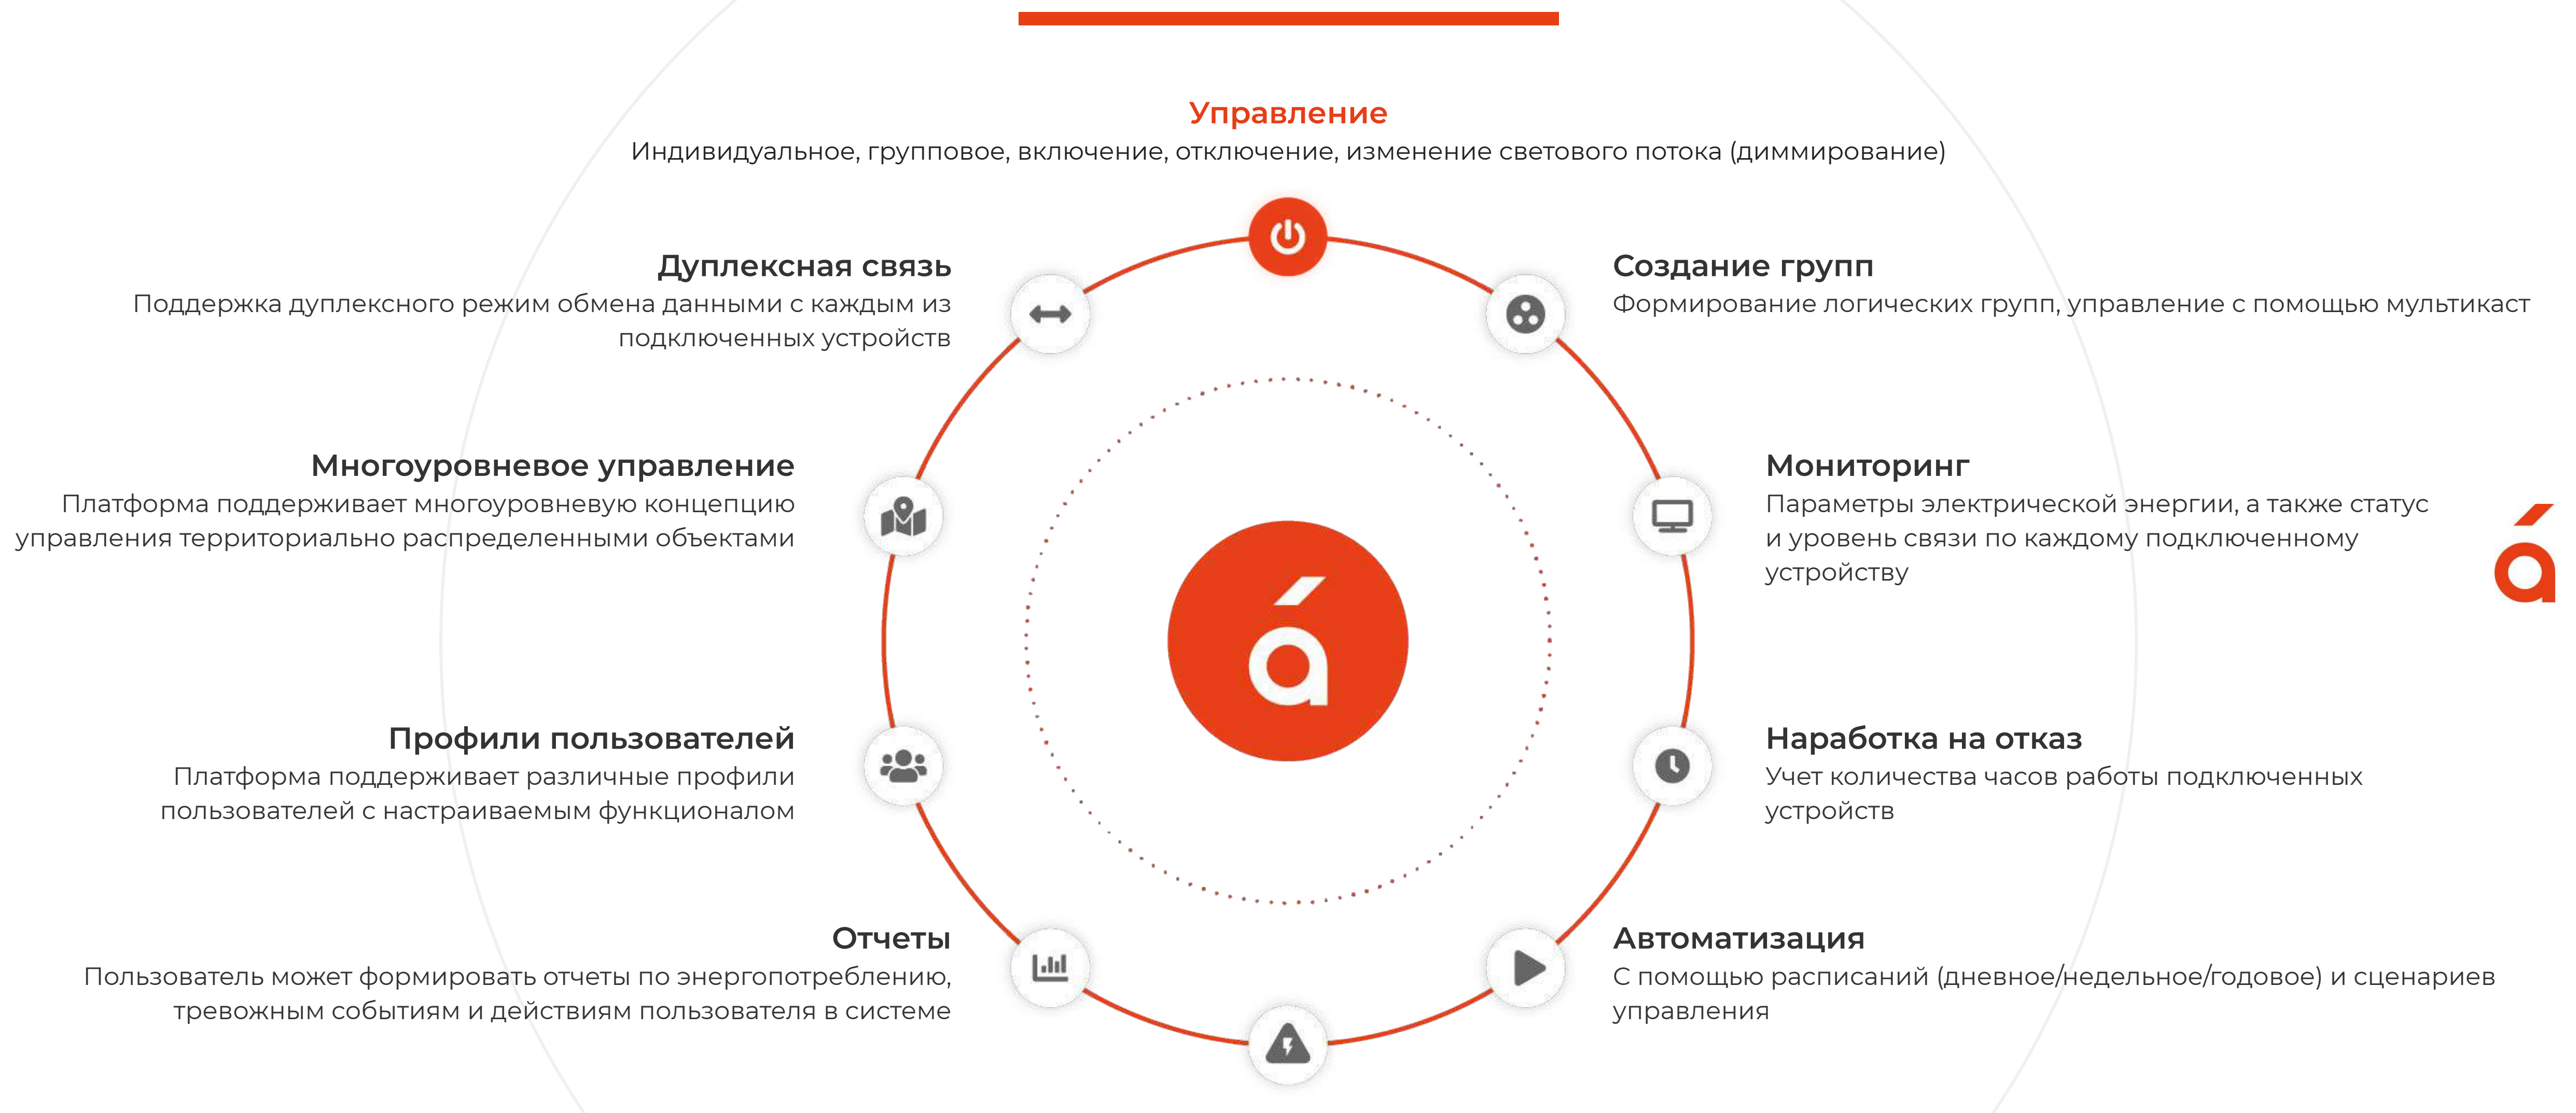 Управление
Индивидуальное, групповое, включение, отключение, изменение светового потока (диммирование)
Дуплексная связь
Поддержка дуплексного режим обмена данными с каждым из
подключенных устройств
Создание групп
Формирование логических групп, управление с помощью мультикаст
Многоуровневое управление
Платформа поддерживает многоуровневую концепцию
управления территориально распределенными объектами
Мониторинг
Параметры электрической энергии, а также статус
и уровень связи по каждому подключенному
устройству
á
á
Профили пользователей
Платформа поддерживает различные профили
пользователей с настраиваемым функционалом
Наработка на отказ
Учет количества часов работы подключенных
устройств
Отчеты
Пользователь может формировать отчеты по энергопотреблению,
тревожным событиям и действиям пользователя в системе
Автоматизация
С помощью расписаний (дневное/недельное/годовое) и сценариев
управления